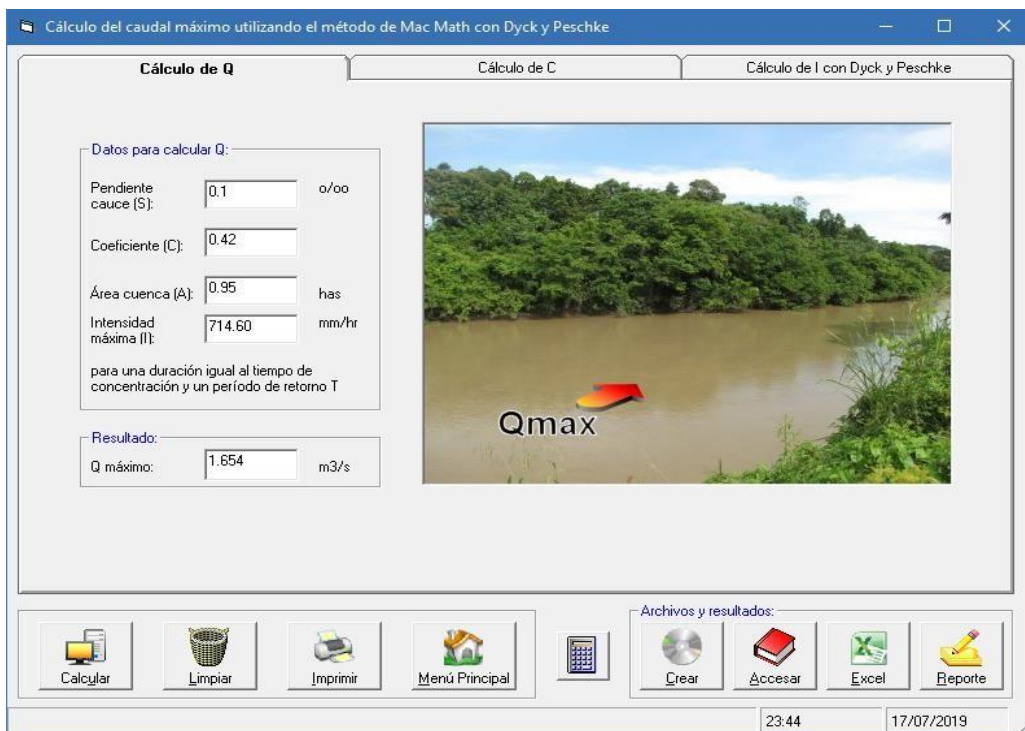 Cálculo del caudal máximo utilizando el método de Mac Math con Dyck y Peschke
Cálculo de Q
Cálculo de C
Cálculo de I con Dyck y Peschke
Datos para calcular Q:
Pendiente
cauce (S):
0.1
o/oo
Coeficiente (C):
0.42
Área cuenca (A):
0.95
has
Intensidad
máxima (I):
714.60
mm/hr
para una duración igual al tiempo de
concentración y un período de retorno T
Resultado:
Q máximo:
1.654
m3/s
Qmax
Archivos y resultados:
Calcular
Limpiar
Imprimir
Menú Principal
Crear
Accesar
Excel
Reporte
23:44
17/07/2019